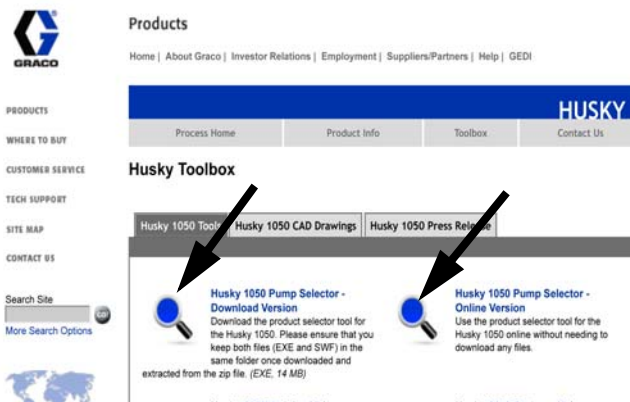 GRACO
Products
Home | About Graco | Investor Relations | Employment | Suppliers/Partners | Help | GEDI
HUSKY
Process Home
Product Info
Toolbox
Contact Us
PRODUCTS
WHERE TO BUY
CUSTOMER SERVICE
TECH SUPPORT
SITE MAP
CONTACT US
Search Site
GO!
More Search Options
Husky Toolbox
Husky 1050 Tools
Husky 1050 CAD Drawings
Husky 1050 Press Release
Husky 1050 Pump Selector -
Download Version
Download the product selector tool for
the Husky 1050. Please ensure that you
keep both files (EXE and SWF) in the
same folder once downloaded and
extracted from the zip file. (EXE, 14 MB)
Husky 1050 Pump Selector -
Online Version
Use the product selector tool for the
Husky 1050 online without needing to
download any files.